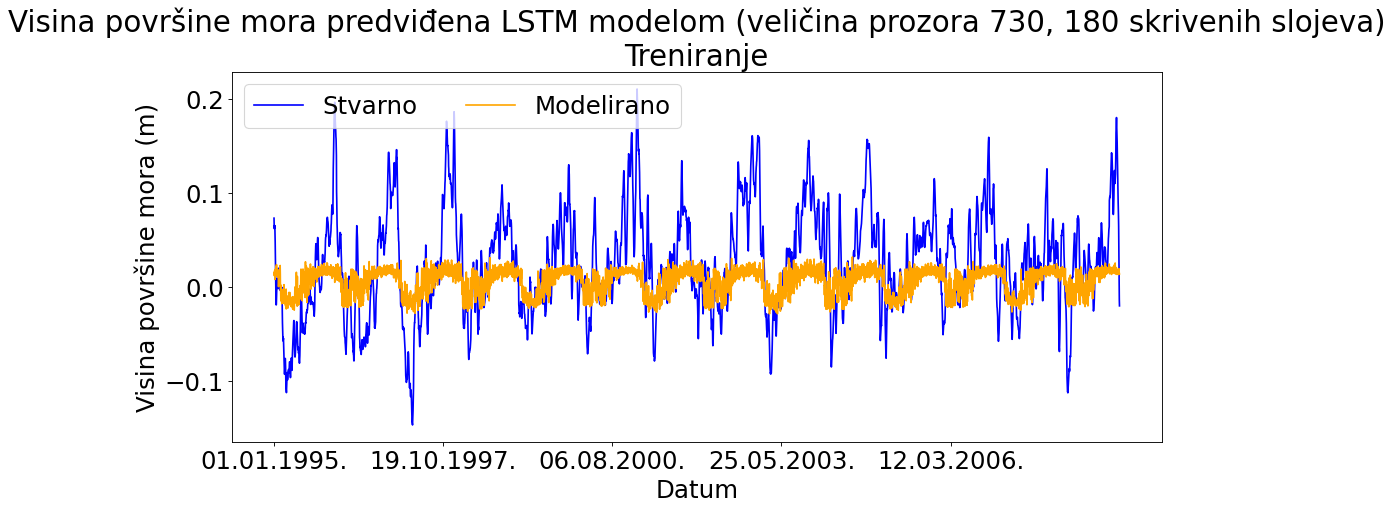 Visina površine mora predviđena LSTM modelom (veličina prozora 730, 180 skrivenih slojeva)
Treniranje
Stvarno Modelirano
Visina površine mora (m)
0.2
0.1
0.0
−0.1
01.01.1995. 19.10.1997. 06.08.2000. 25.05.2003. 12.03.2006.
Datum